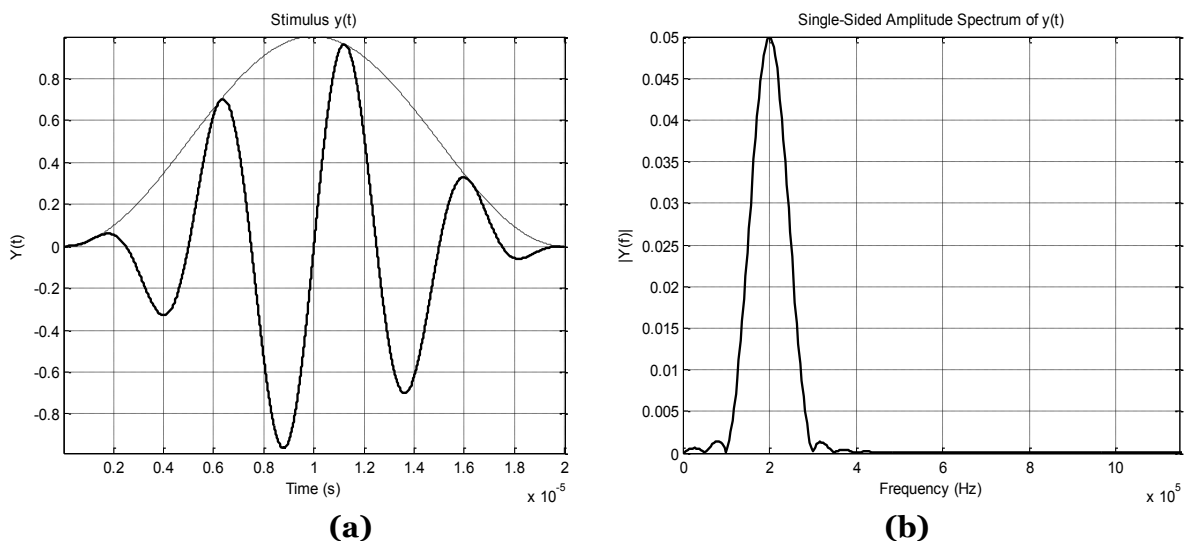 Stimulus y(t)
Y(t)
0.8
0.6
0.4
0.2
0
-0.2
-0.4
-0.6
-0.8
0.2 0.4 0.6 0.8 1 1.2 1.4 1.6 1.8 2
Time (s)
x 10⁻⁵
(a)
Single-Sided Amplitude Spectrum of y(t)
|Y(f)|
0.05
0.045
0.04
0.035
0.03
0.025
0.02
0.015
0.01
0.005
0
0 2 4 6 8 10
Frequency (Hz)
x 10⁵
(b)